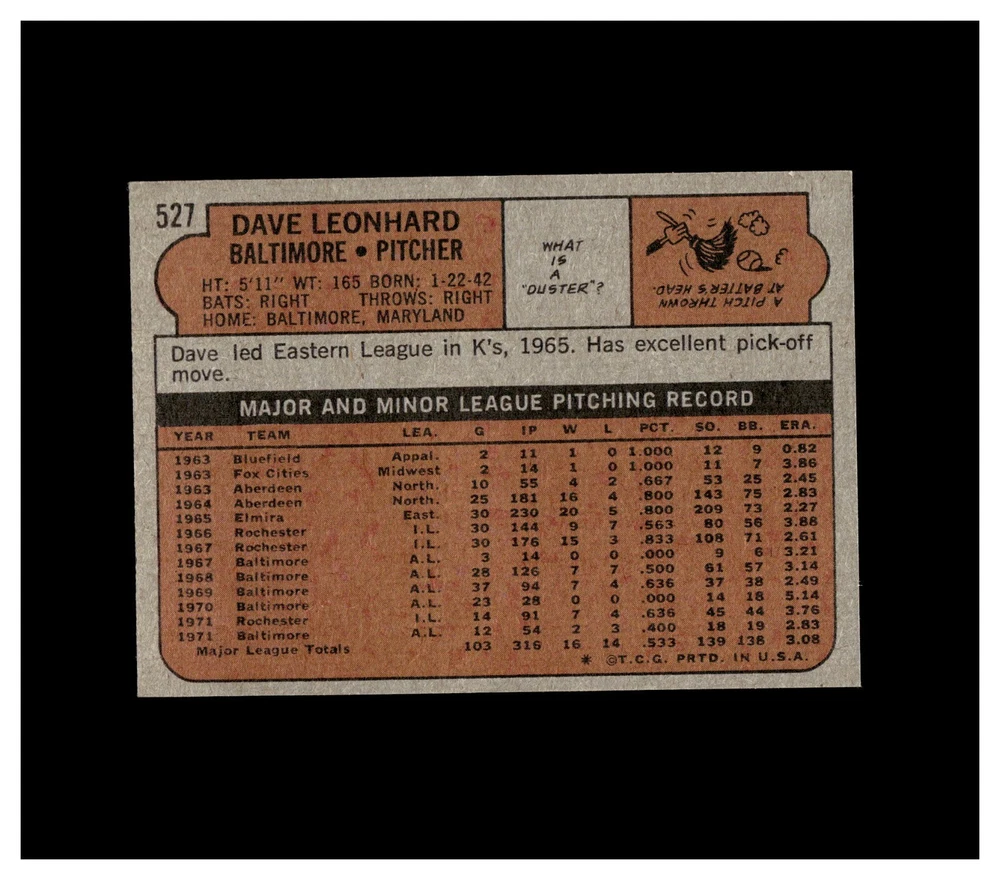 527
DAVE LEONHARD
BALTIMORE • PITCHER
HT: 5'11" WT: 165 BORN: 1-22-42
BATS: RIGHT THROWS: RIGHT
HOME: BALTIMORE, MARYLAND
WHAT
IS
A
"DUSTER"?
A PITCH THROWN
AT BATTER'S HEAD.
Dave led Eastern League in K's, 1965. Has excellent pick-off
move.
MAJOR AND MINOR LEAGUE PITCHING RECORD
YEAR TEAM LEA. G IP W L PCT. SO. BB. ERA.
1963 Bluefield Appal. 2 11 1 0 1.000 12 9 0.82
1963 Fox Cities Midwest 2 14 1 0 1.000 11 7 3.86
1963 Aberdeen North. 10 55 4 2 .667 53 25 2.45
1964 Aberdeen North. 25 181 16 4 .800 143 75 2.83
1965 Elmira East. 30 230 20 5 .800 209 73 2.27
1966 Rochester I.L. 30 144 9 7 .563 80 56 3.88
1967 Rochester I.L. 30 176 15 3 .833 108 71 2.61
1967 Baltimore A.L. 3 14 0 0 .000 9 6 3.21
1968 Baltimore A.L. 28 126 7 7 .500 61 57 3.14
1969 Baltimore A.L. 37 94 7 4 .636 37 38 2.49
1970 Baltimore A.L. 23 28 0 0 .000 14 18 5.14
1971 Rochester I.L. 14 91 7 4 .636 45 44 3.76
1971 Baltimore A.L. 12 54 2 3 .400 18 19 2.83
Major League Totals 103 316 16 14 .533 139 138 3.08
* ©T.C.G. PRTD. IN U.S.A.